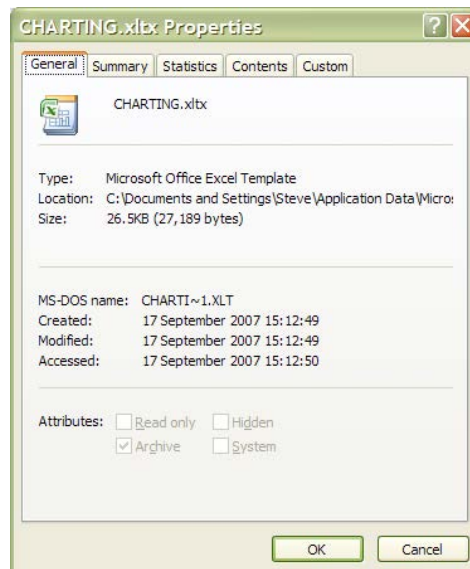 CHARTING.xltx Properties
General Summary Statistics Contents Custom
CHARTING.xltx
Type: Microsoft Office Excel Template
Location: C:\Documents and Settings\Steve\Application Data\Micros
Size: 26.5KB (27,189 bytes)
MS-DOS name: CHARTI~1.XLT
Created: 17 September 2007 15:12:49
Modified: 17 September 2007 15:12:49
Accessed: 17 September 2007 15:12:50
Attributes: Read only Hidden
Archive System
OK Cancel